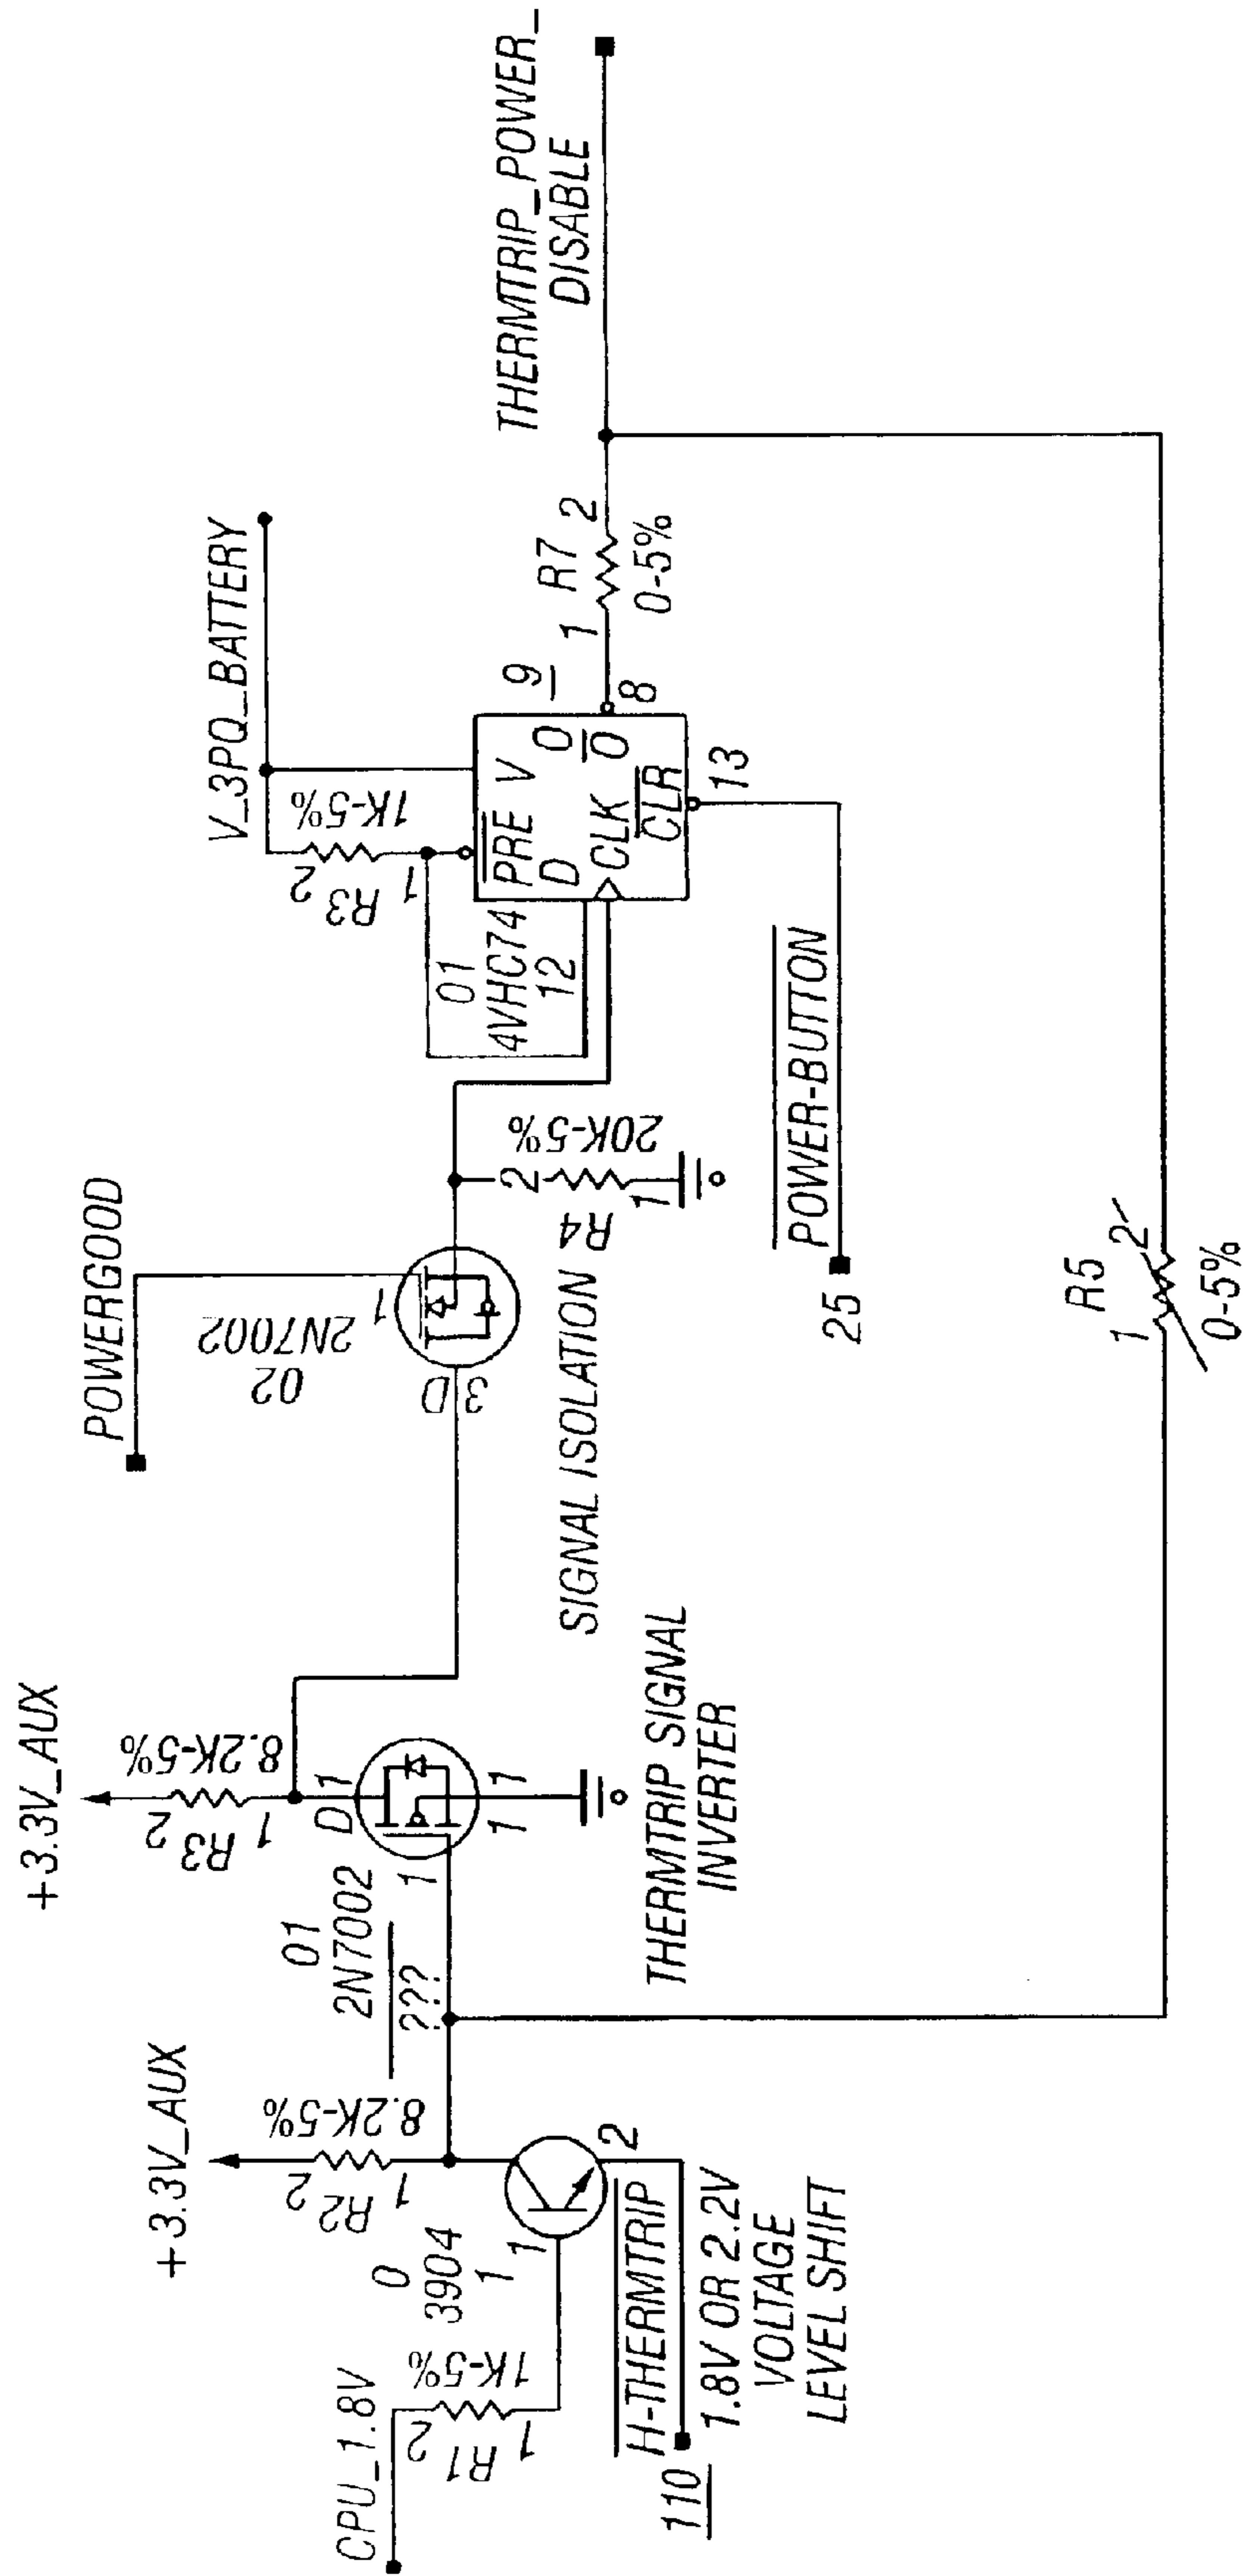 CPU_1.8V
1K-5%
2
R1
1
H-THERMTRIP
110
1.8V OR 2.2V
VOLTAGE
LEVEL SHIFT
+3.3V_AUX
8.2K-5%
2
R2
1
0
3904
1
1
2
+3.3V_AUX
8.2K-5%
2
R3
1
01
2N7002
???
1
D
1
1
1
THERMTRIP SIGNAL
INVERTER
POWERGOOD
02
2N7002
1
3
D
SIGNAL ISOLATION
R4
2
1
20K-5%
POWER-BUTTON
25
V_3PQ_BATTERY
1K-5%
2
R3
1
01
4VHC74
12
PRE V
D
O
O
CLK
CLR
9
8
13
1
R7
2
0-5%
THERMTRIP_POWER_
DISABLE
R5
1
2
0-5%